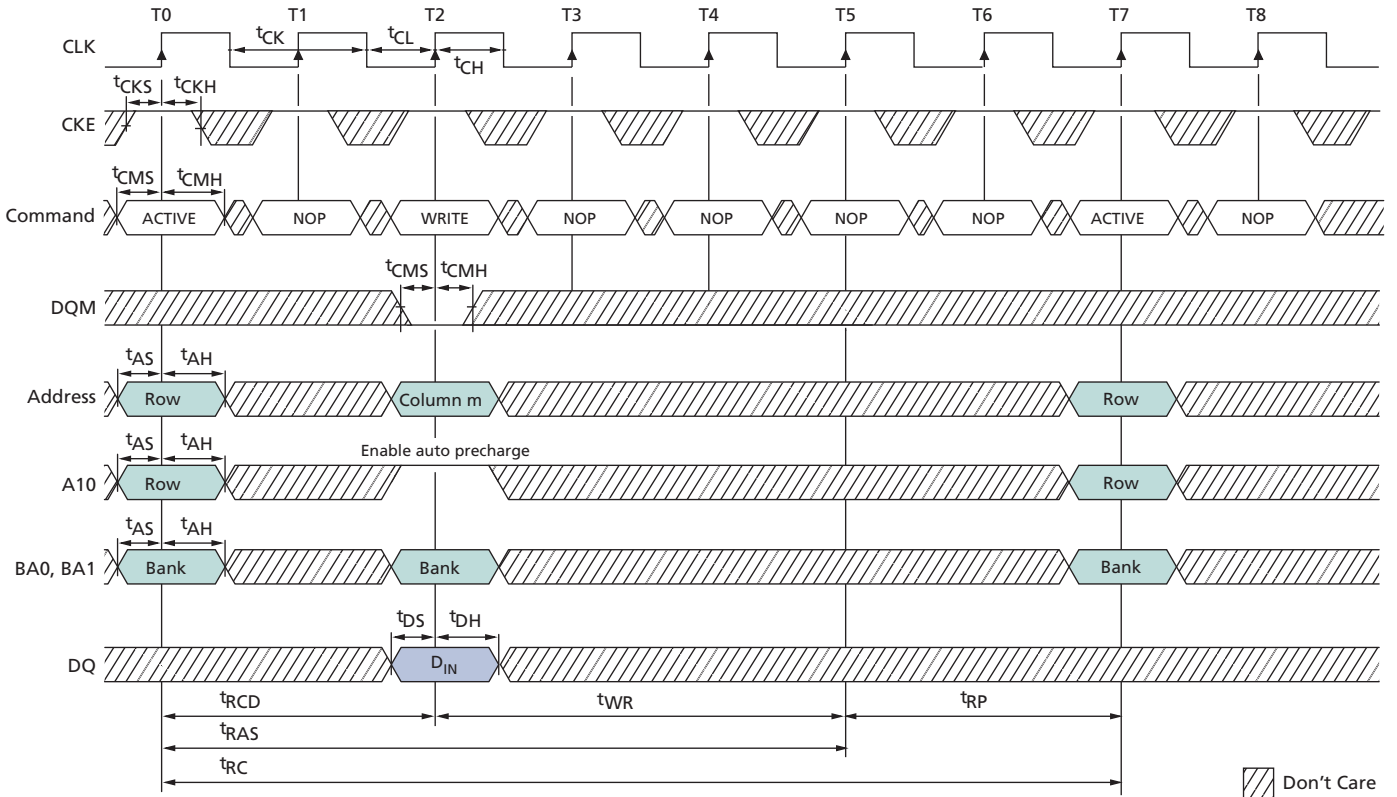 T0 T1 T2 T3 T4 T5 T6 T7 T8
CLK tCK tCL
tCH
tCKS tCKH
CKE
tCMS tCMH
Command ACTIVE NOP WRITE NOP NOP NOP NOP ACTIVE NOP
tCMS tCMH
DQM
tAS tAH
Address Row Column m Row
tAS tAH Enable auto precharge
A10 Row Row
tAS tAH
BA0, BA1 Bank Bank Bank
tDS tDH
DQ DIN
tRCD tWR tRP
tRAS
tRC
Don't Care